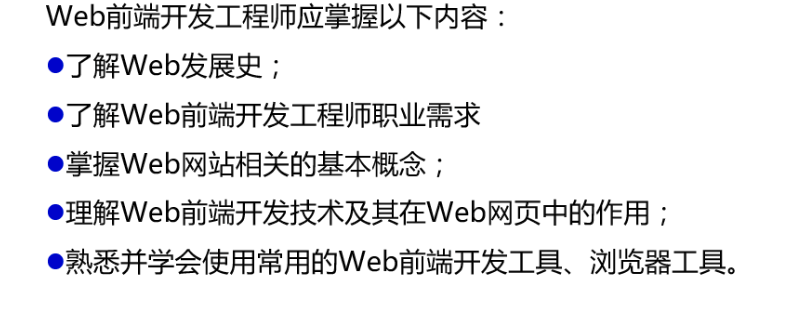 Web前端开发工程师应掌握以下内容：
●了解Web发展史；
●了解Web前端开发工程师职业需求
●掌握Web网站相关的基本概念；
●理解Web前端开发技术及其在Web网页中的作用；
●熟悉并学会使用常用的Web前端开发工具、浏览器工具。